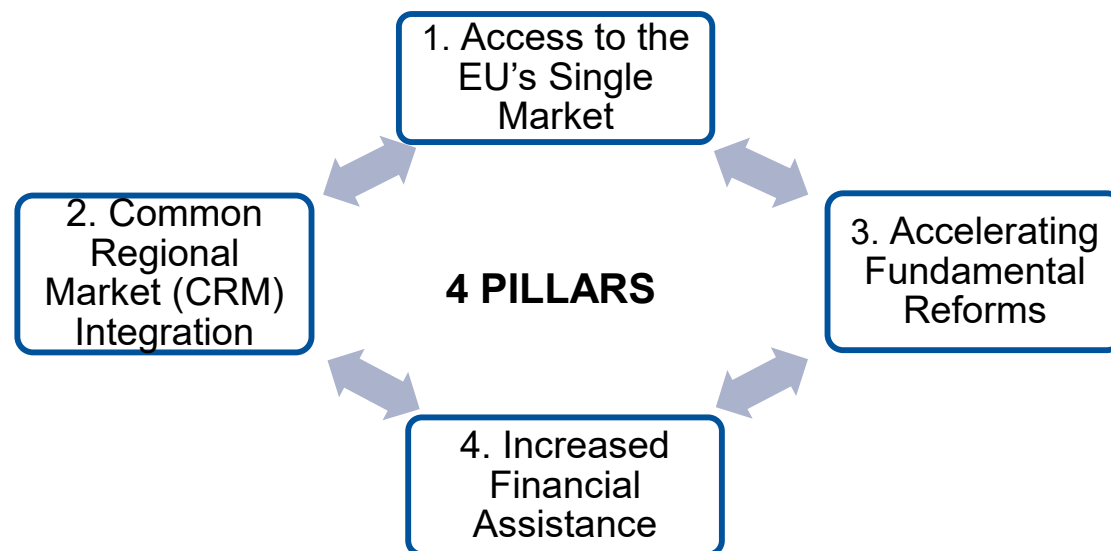 1. Access to the
EU’s Single
Market
2. Common
Regional
Market (CRM)
Integration
4 PILLARS
3. Accelerating
Fundamental
Reforms
4. Increased
Financial
Assistance